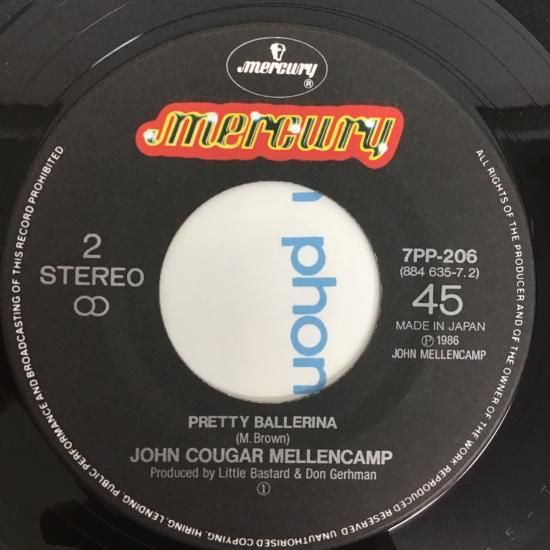 mercury
®
mercury
2
STEREO
7PP-206
(884 635-7.2)
45
MADE IN JAPAN
Ⓟ 1986
JOHN MELLENCAMP
phon
PRETTY BALLERINA
(M. Brown)
JOHN COUGAR MELLENCAMP
Produced by Little Bastard & Don Gerhman
①
ALL RIGHTS OF THE PRODUCER AND OF THE OWNER OF THE WORK REPRODUCED RESERVED. UNAUTHORISED COPYING, HIRING, LENDING, PUBLIC PERFORMANCE AND BROADCASTING OF THIS RECORD PROHIBITED